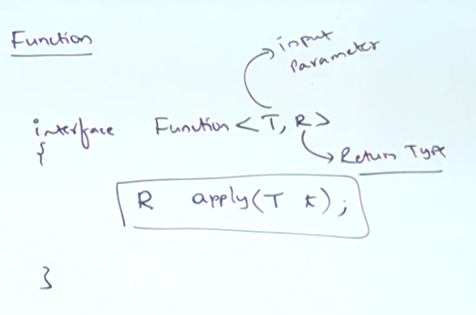 Function
input
parameter
interface Function <T, R>
{
Return Type
R apply(T t);
}